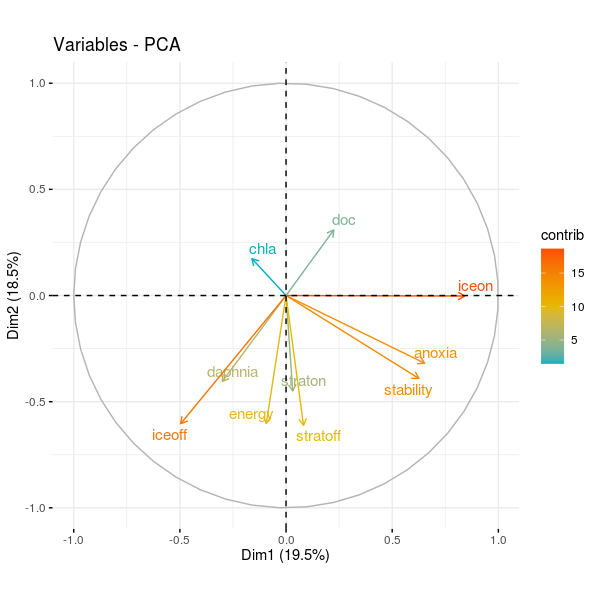 Variables - PCA
1.0
0.5
0.0
-0.5
-1.0
Dim2 (18.5%)
doc
chla
iceon
anoxia
daphnia
straton
stability
energy
iceoff
stratoff
-1.0
-0.5
0.0
0.5
1.0
Dim1 (19.5%)
contrib
15
10
5